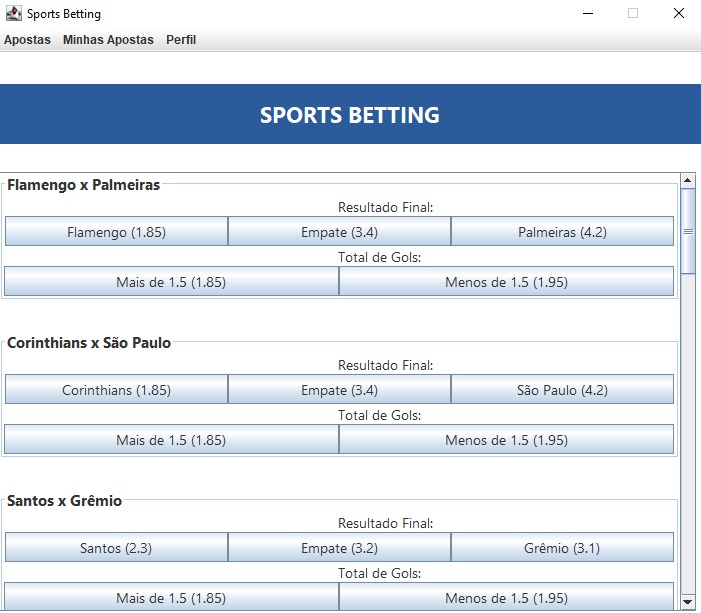 Sports Betting
Apostas Minhas Apostas Perfil
SPORTS BETTING
Flamengo x Palmeiras
Resultado Final:
Flamengo (1.85) Empate (3.4) Palmeiras (4.2)
Total de Gols:
Mais de 1.5 (1.85) Menos de 1.5 (1.95)
Corinthians x São Paulo
Resultado Final:
Corinthians (1.85) Empate (3.4) São Paulo (4.2)
Total de Gols:
Mais de 1.5 (1.85) Menos de 1.5 (1.95)
Santos x Grêmio
Resultado Final:
Santos (2.3) Empate (3.2) Grêmio (3.1)
Total de Gols:
Mais de 1.5 (1.85) Menos de 1.5 (1.95)